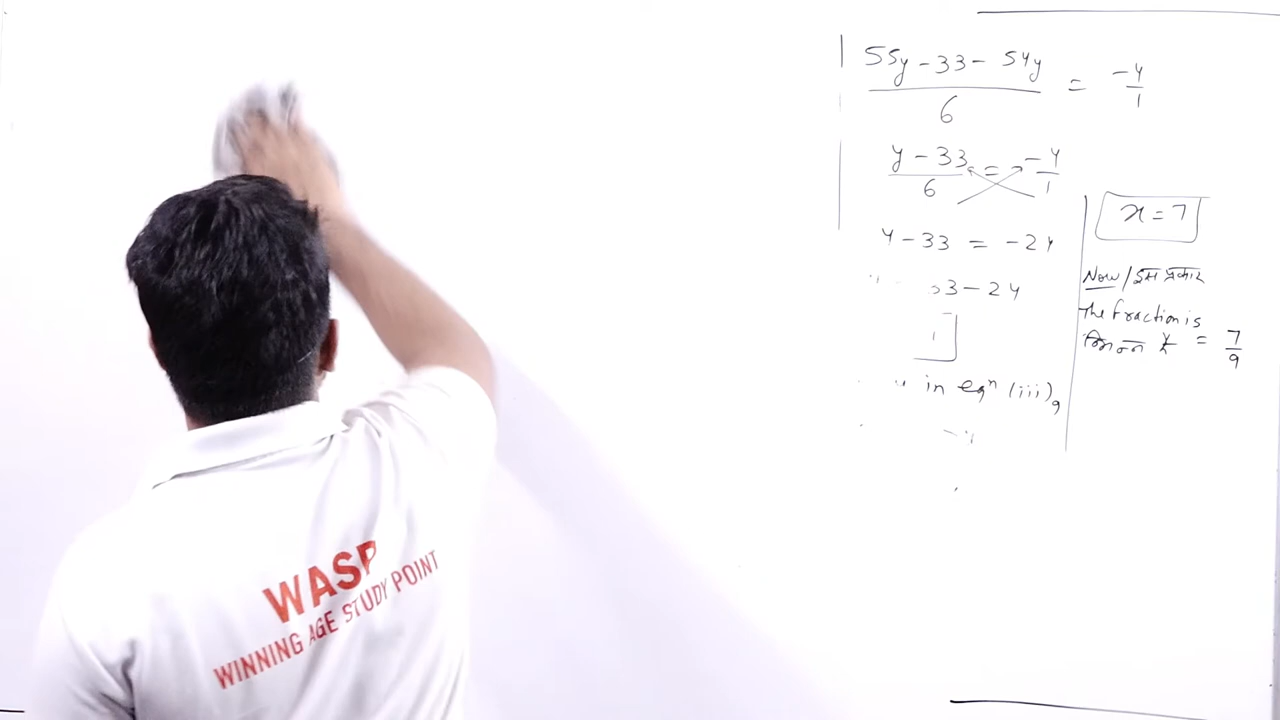 55y - 33 - 54y
———————— = -4/1
6
y - 33 / 6 = -4/1
y - 33 = -24
3 - 24
in eqⁿ (iii),
x = 7
Now / इस प्रकार
The fraction is
= 7/9
WASP
WINNING AGE STUDY POINT